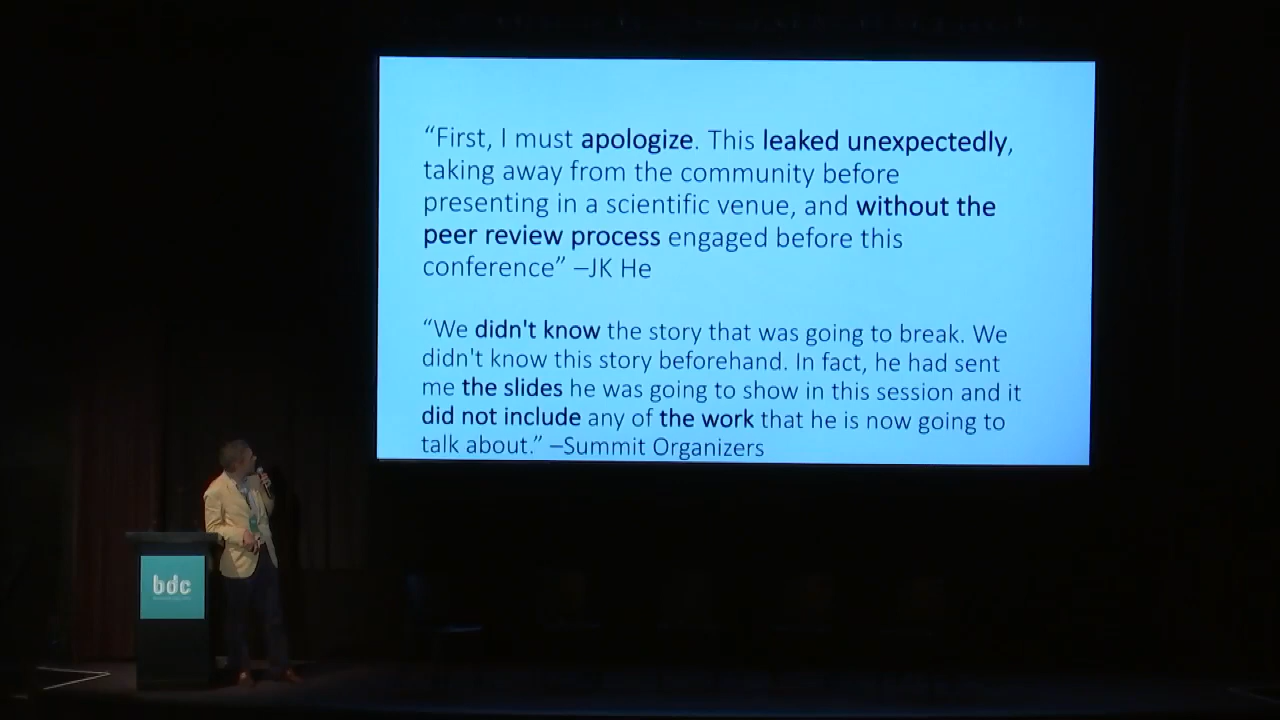 “First, I must apologize. This leaked unexpectedly,
taking away from the community before
presenting in a scientific venue, and without the
peer review process engaged before this
conference” –JK He
“We didn't know the story that was going to break. We
didn't know this story beforehand. In fact, he had sent
me the slides he was going to show in this session and it
did not include any of the work that he is now going to
talk about.” –Summit Organizers
bdc